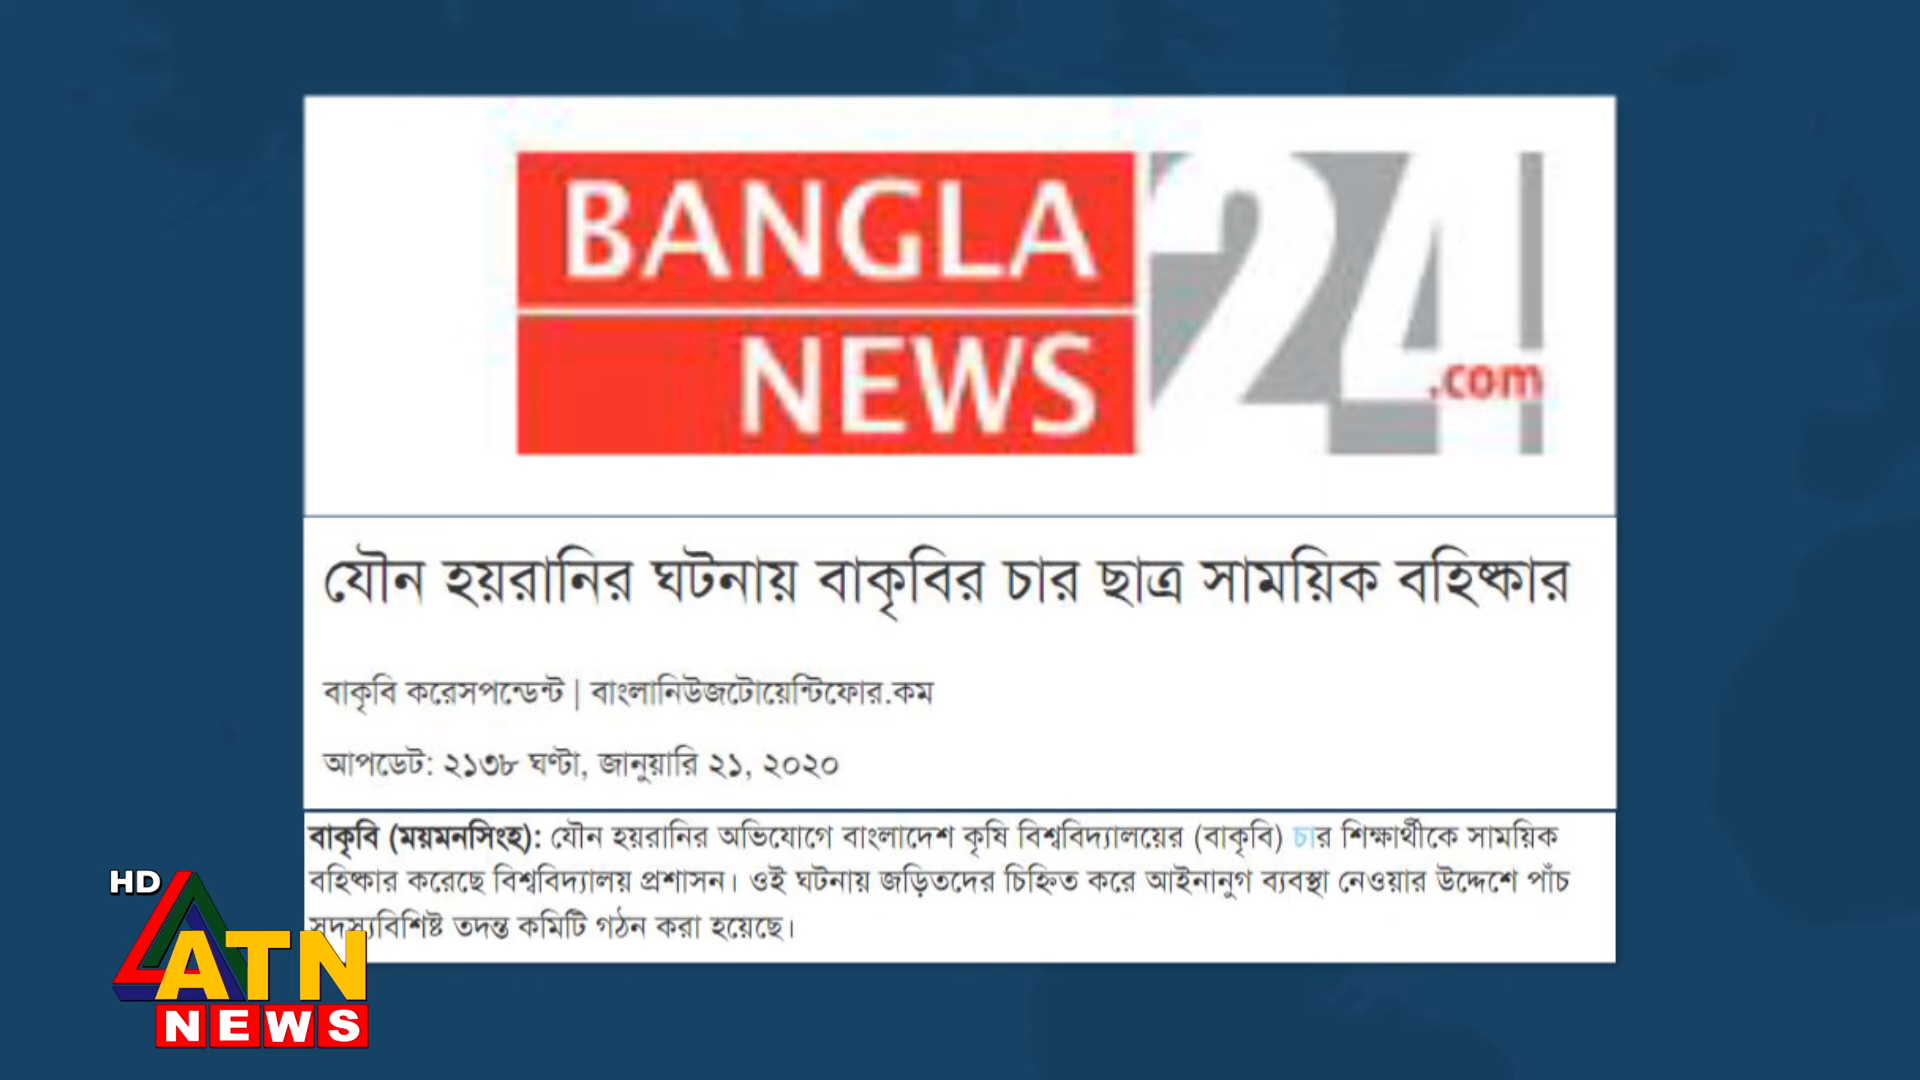 BANGLA
NEWS
24
.com
যৌন হয়রানির ঘটনায় বাকৃবির চার ছাত্র সাময়িক বহিষ্কার
বাকৃবি করেসপন্ডেন্ট | বাংলানিউজটোয়েন্টিফোর.কম
আপডেট: ২১৩৮ ঘণ্টা, জানুয়ারি ২১, ২০২০
বাকৃবি (ময়মনসিংহ): যৌন হয়রানির অভিযোগে বাংলাদেশ কৃষি বিশ্ববিদ্যালয়ের (বাকৃবি) চার শিক্ষার্থীকে সাময়িক
বহিষ্কার করেছে বিশ্ববিদ্যালয় প্রশাসন। ওই ঘটনায় জড়িতদের চিহ্নিত করে আইনানুগ ব্যবস্থা নেওয়ার উদ্দেশে পাঁচ
সদস্যবিশিষ্ট তদন্ত কমিটি গঠন করা হয়েছে।
HD
ATN
NEWS